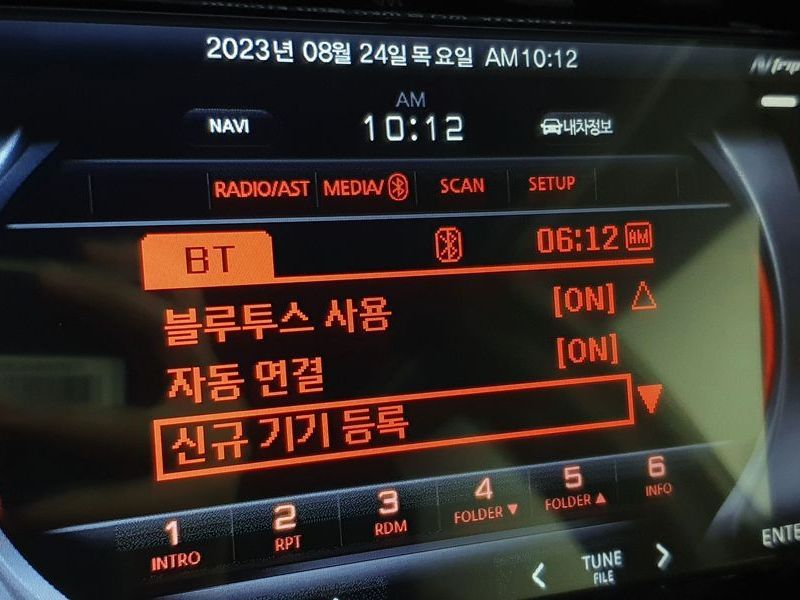 2023년 08월 24일 목요일 AM10:12
AM
NAVI 10:12 내차정보
RADIO/AST MEDIA/ SCAN SETUP
BT 06:12 AM
블루투스 사용 [ON]
자동 연결 [ON]
신규 기기 등록
1 2 3 4 5 6
INTRO RPT RDM FOLDER▼ FOLDER▲ INFO
< TUNE >
FILE